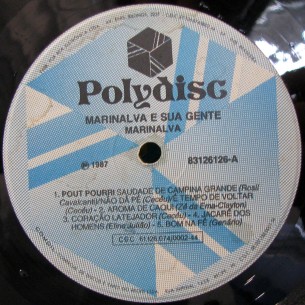 Polydisc
MARINALVA E SUA GENTE
MARINALVA
℗ 1987
83126126-A
1. POUT POURRI SAUDADE DE CAMPINA GRANDE (Rosil
Cavalcanti)/NÃO DÁ PÉ (Cecéu)/É TEMPO DE VOLTAR
(Cecéu) - 2. AROMA DE CAQUI (Zé da Ema-Clayton)
3. CORAÇÃO LATEJADOR (Cecéu) - 4. JACARÉ DOS
HOMENS (Elino Julião) - 5. BOM NA PÉ (Genário)
CGC 61.126.074/0002-44